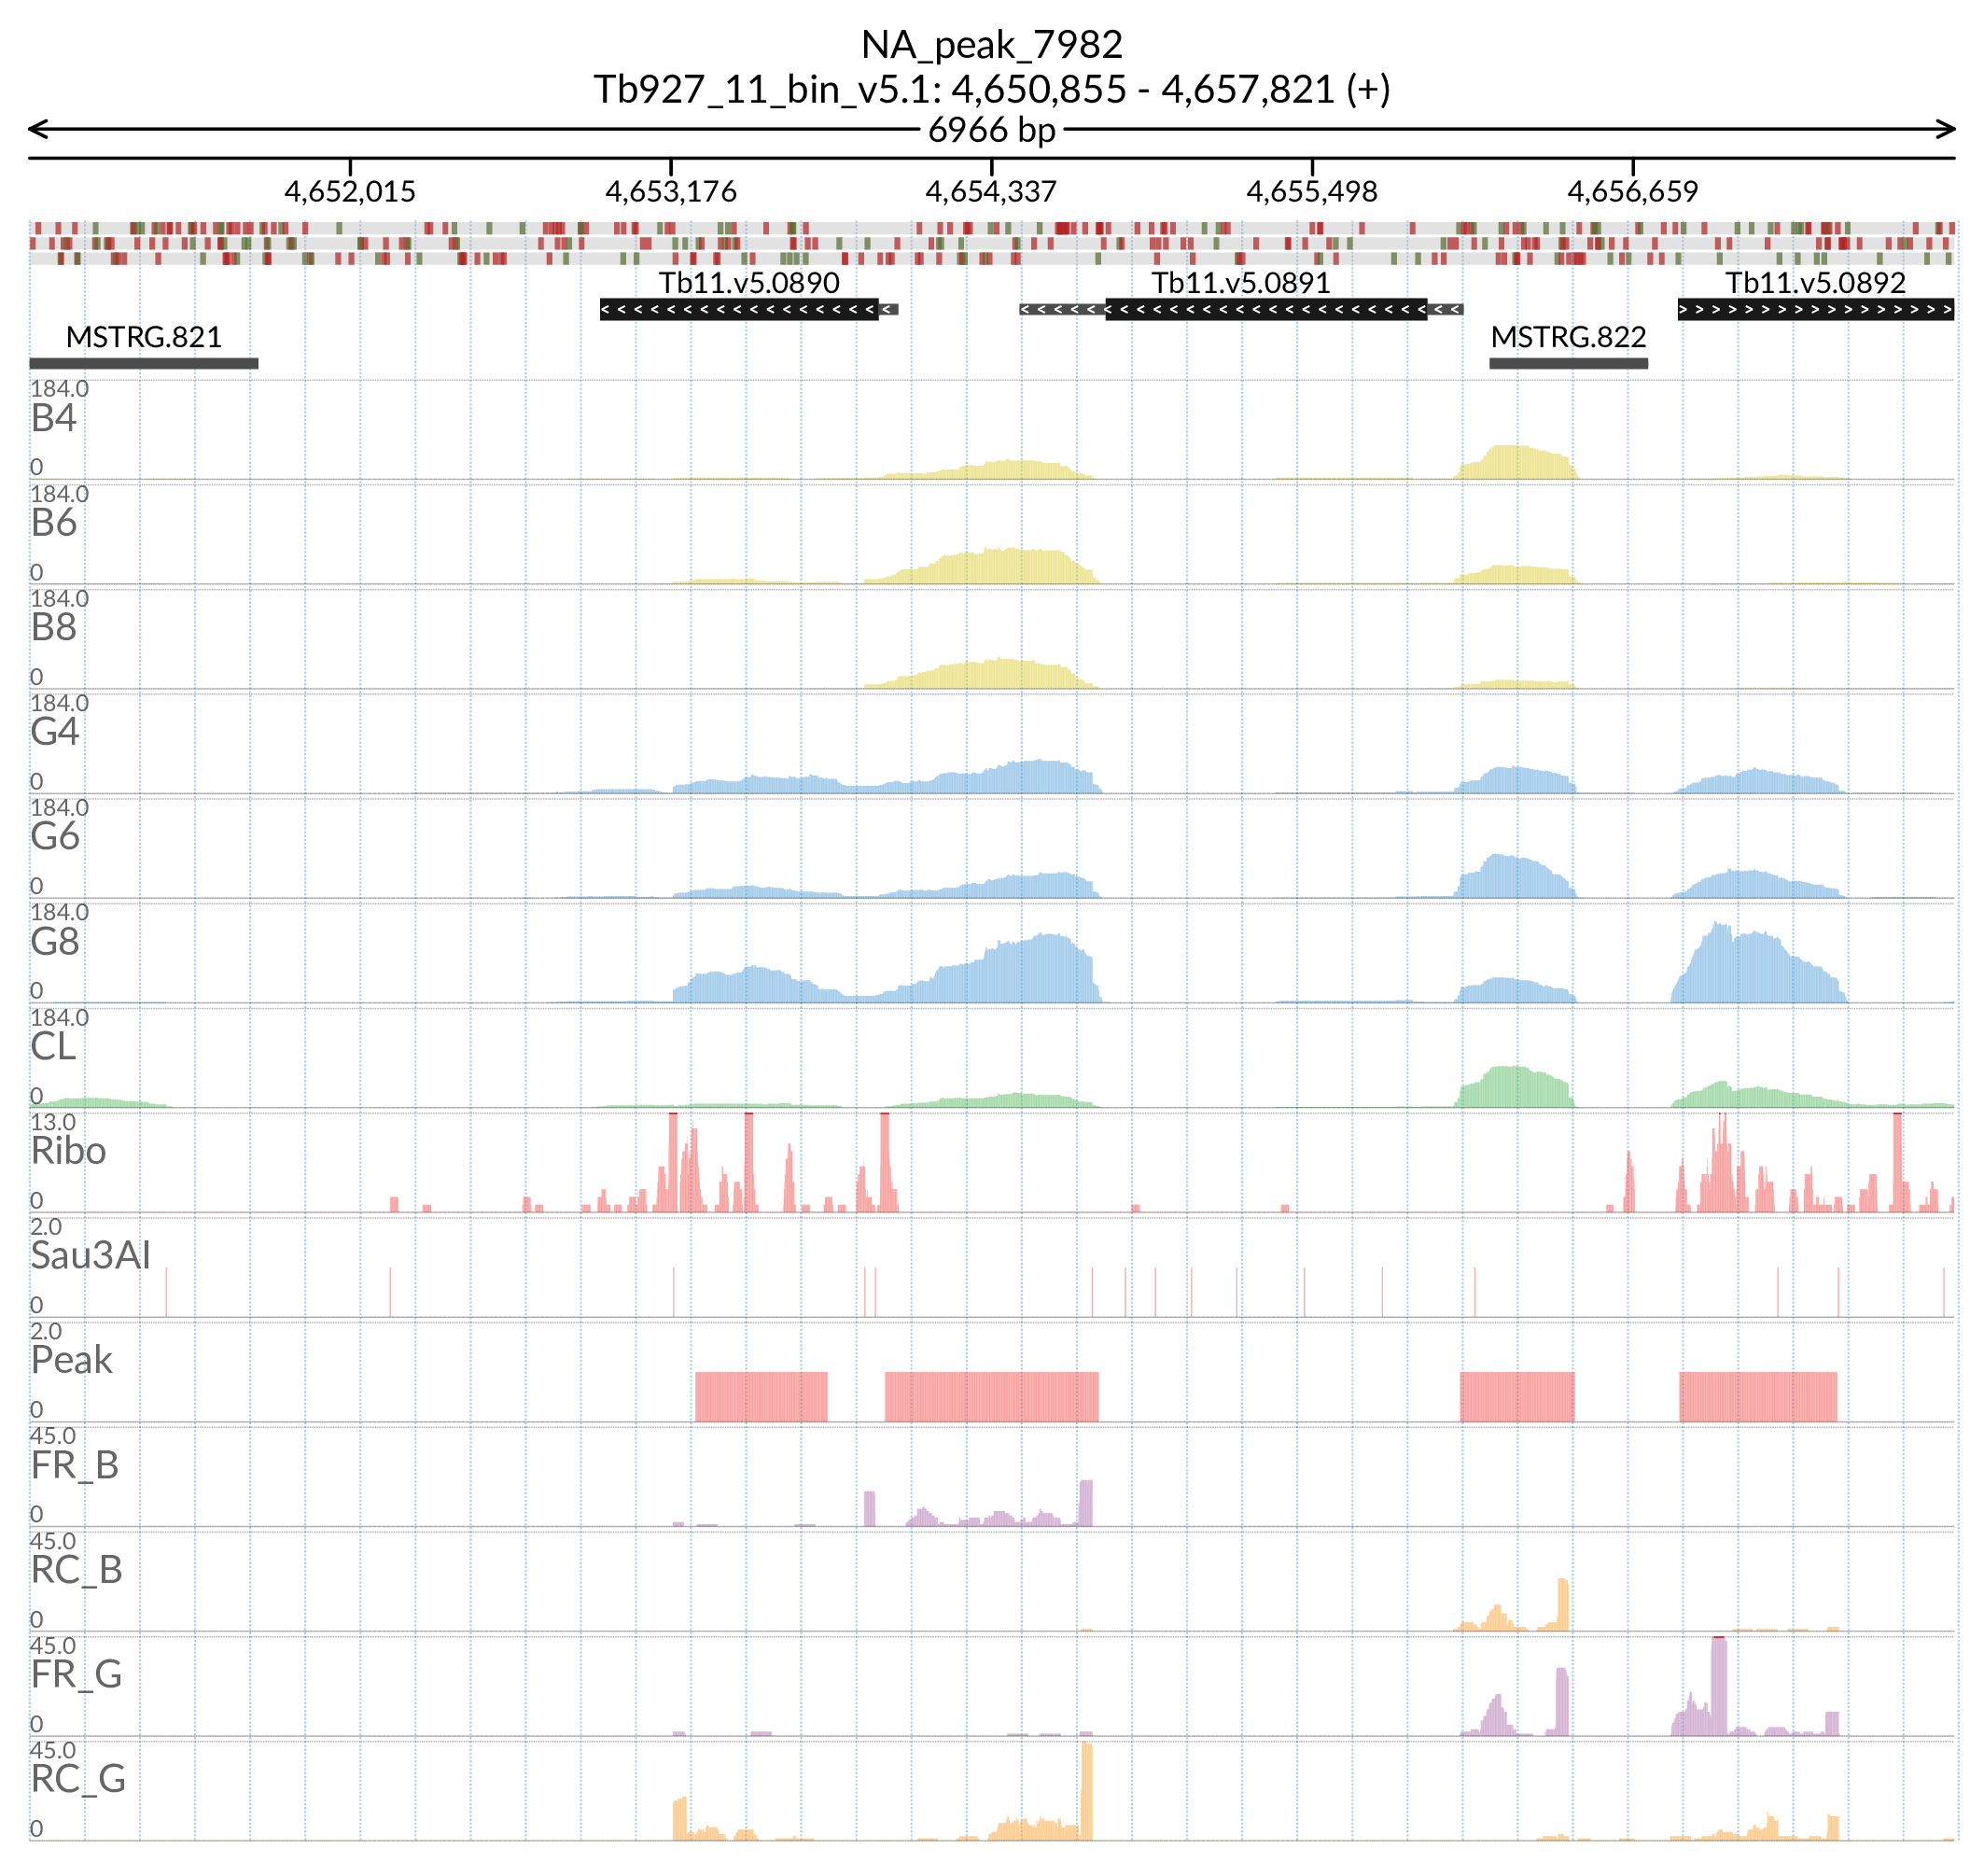 NA_peak_7982
Tb927_11_bin_v5.1: 4,650,855 - 4,657,821 (+)
6966 bp
4,652,015 4,653,176 4,654,337 4,655,498 4,656,659
Tb11.v5.0890 Tb11.v5.0891 Tb11.v5.0892
MSTRG.821 MSTRG.822
184.0
B4
0
184.0
B6
0
184.0
B8
0
184.0
G4
0
184.0
G6
0
184.0
G8
0
184.0
CL
0
13.0
Ribo
0
2.0
Sau3AI
0
2.0
Peak
0
45.0
FR_B
0
45.0
RC_B
0
45.0
FR_G
0
45.0
RC_G
0